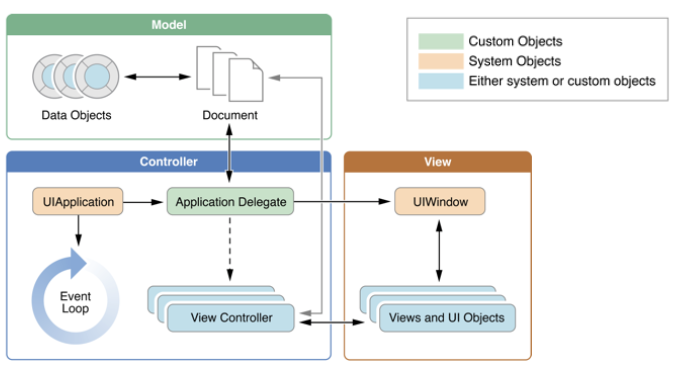 Model
Data Objects
Document
Custom Objects
System Objects
Either system or custom objects
Controller
View
UIApplication
Application Delegate
UIWindow
Event
Loop
View Controller
Views and UI Objects